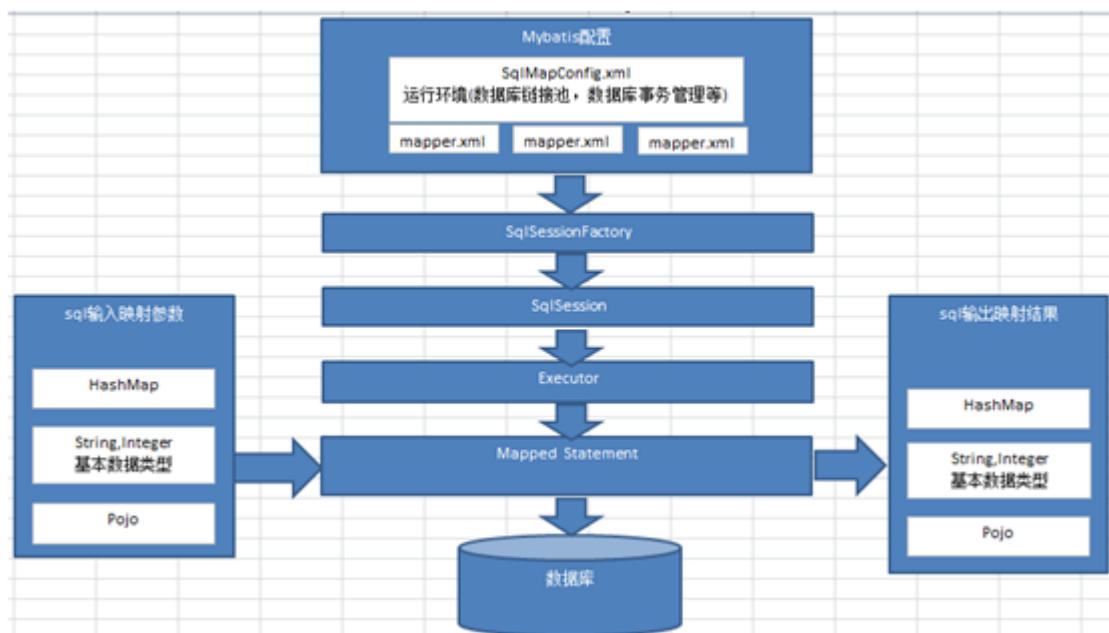 Mybatis配置
SqlMapConfig.xml
运行环境(数据库链接池，数据库事务管理等)
mapper.xml
mapper.xml
mapper.xml
SqlSessionFactory
SqlSession
Executor
Mapped Statement
数据库
sql输入映射参数
HashMap
String,Integer
基本数据类型
Pojo
sql输出映射结果
HashMap
String,Integer
基本数据类型
Pojo